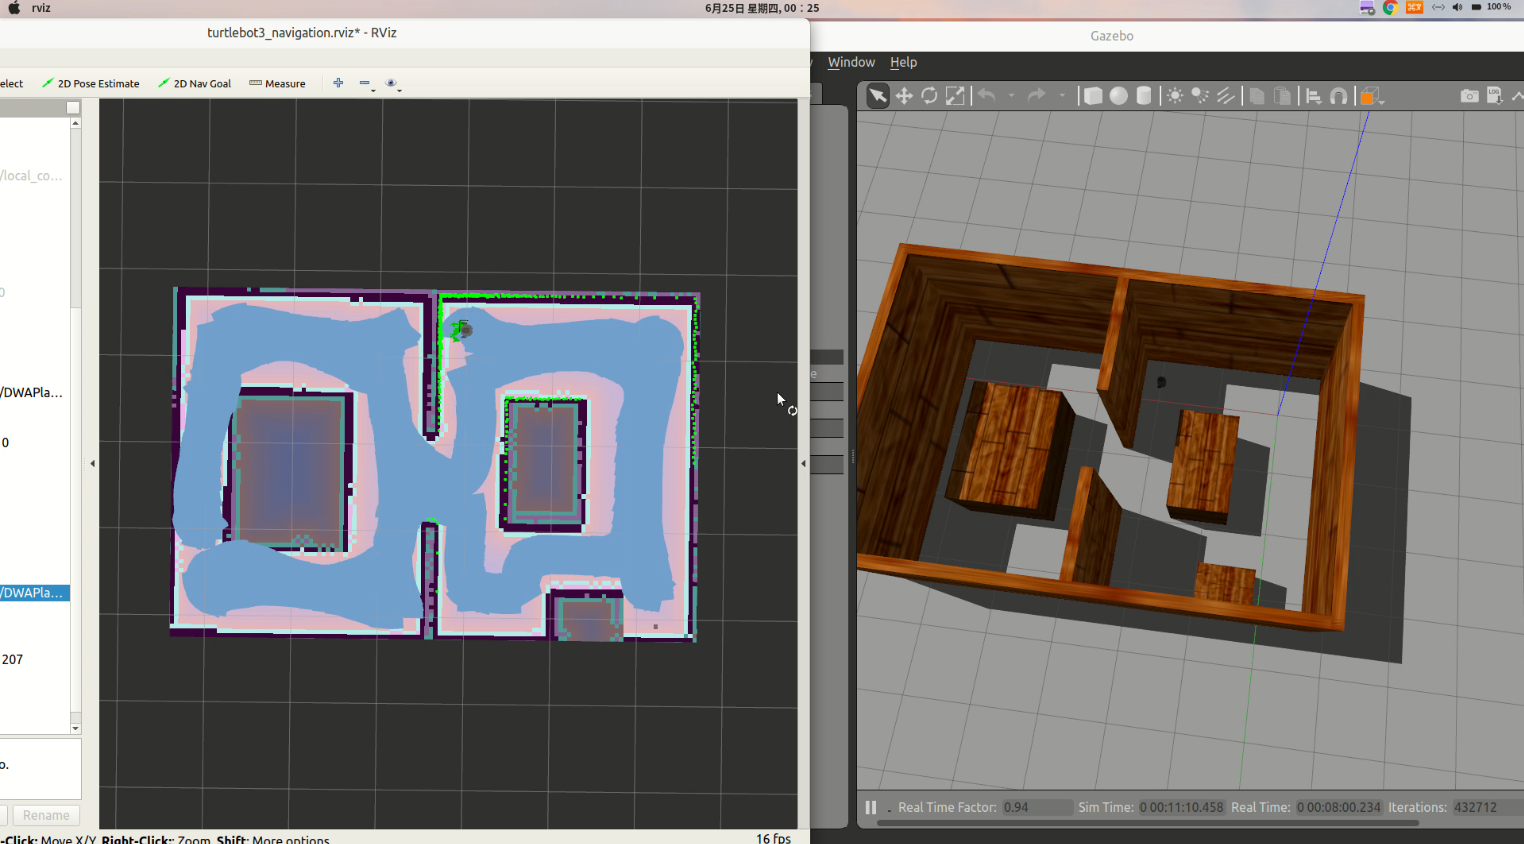 rviz
6月25日 星期四, 00：25
100%
turtlebot3_navigation.rviz* - RViz
Gazebo
Window Help
elect 2D Pose Estimate 2D Nav Goal Measure
LOG
/local_co...
0
e
/DWAPla...
0
/DWAPla...
207
o.
Rename
Real Time Factor: 0.94 Sim Time: 0 00:11:10.458 Real Time: 0 00:08:00.234 Iterations: 432712
-Click: Move X/Y. Right-Click:: Zoom. Shift: More options.
16 fps